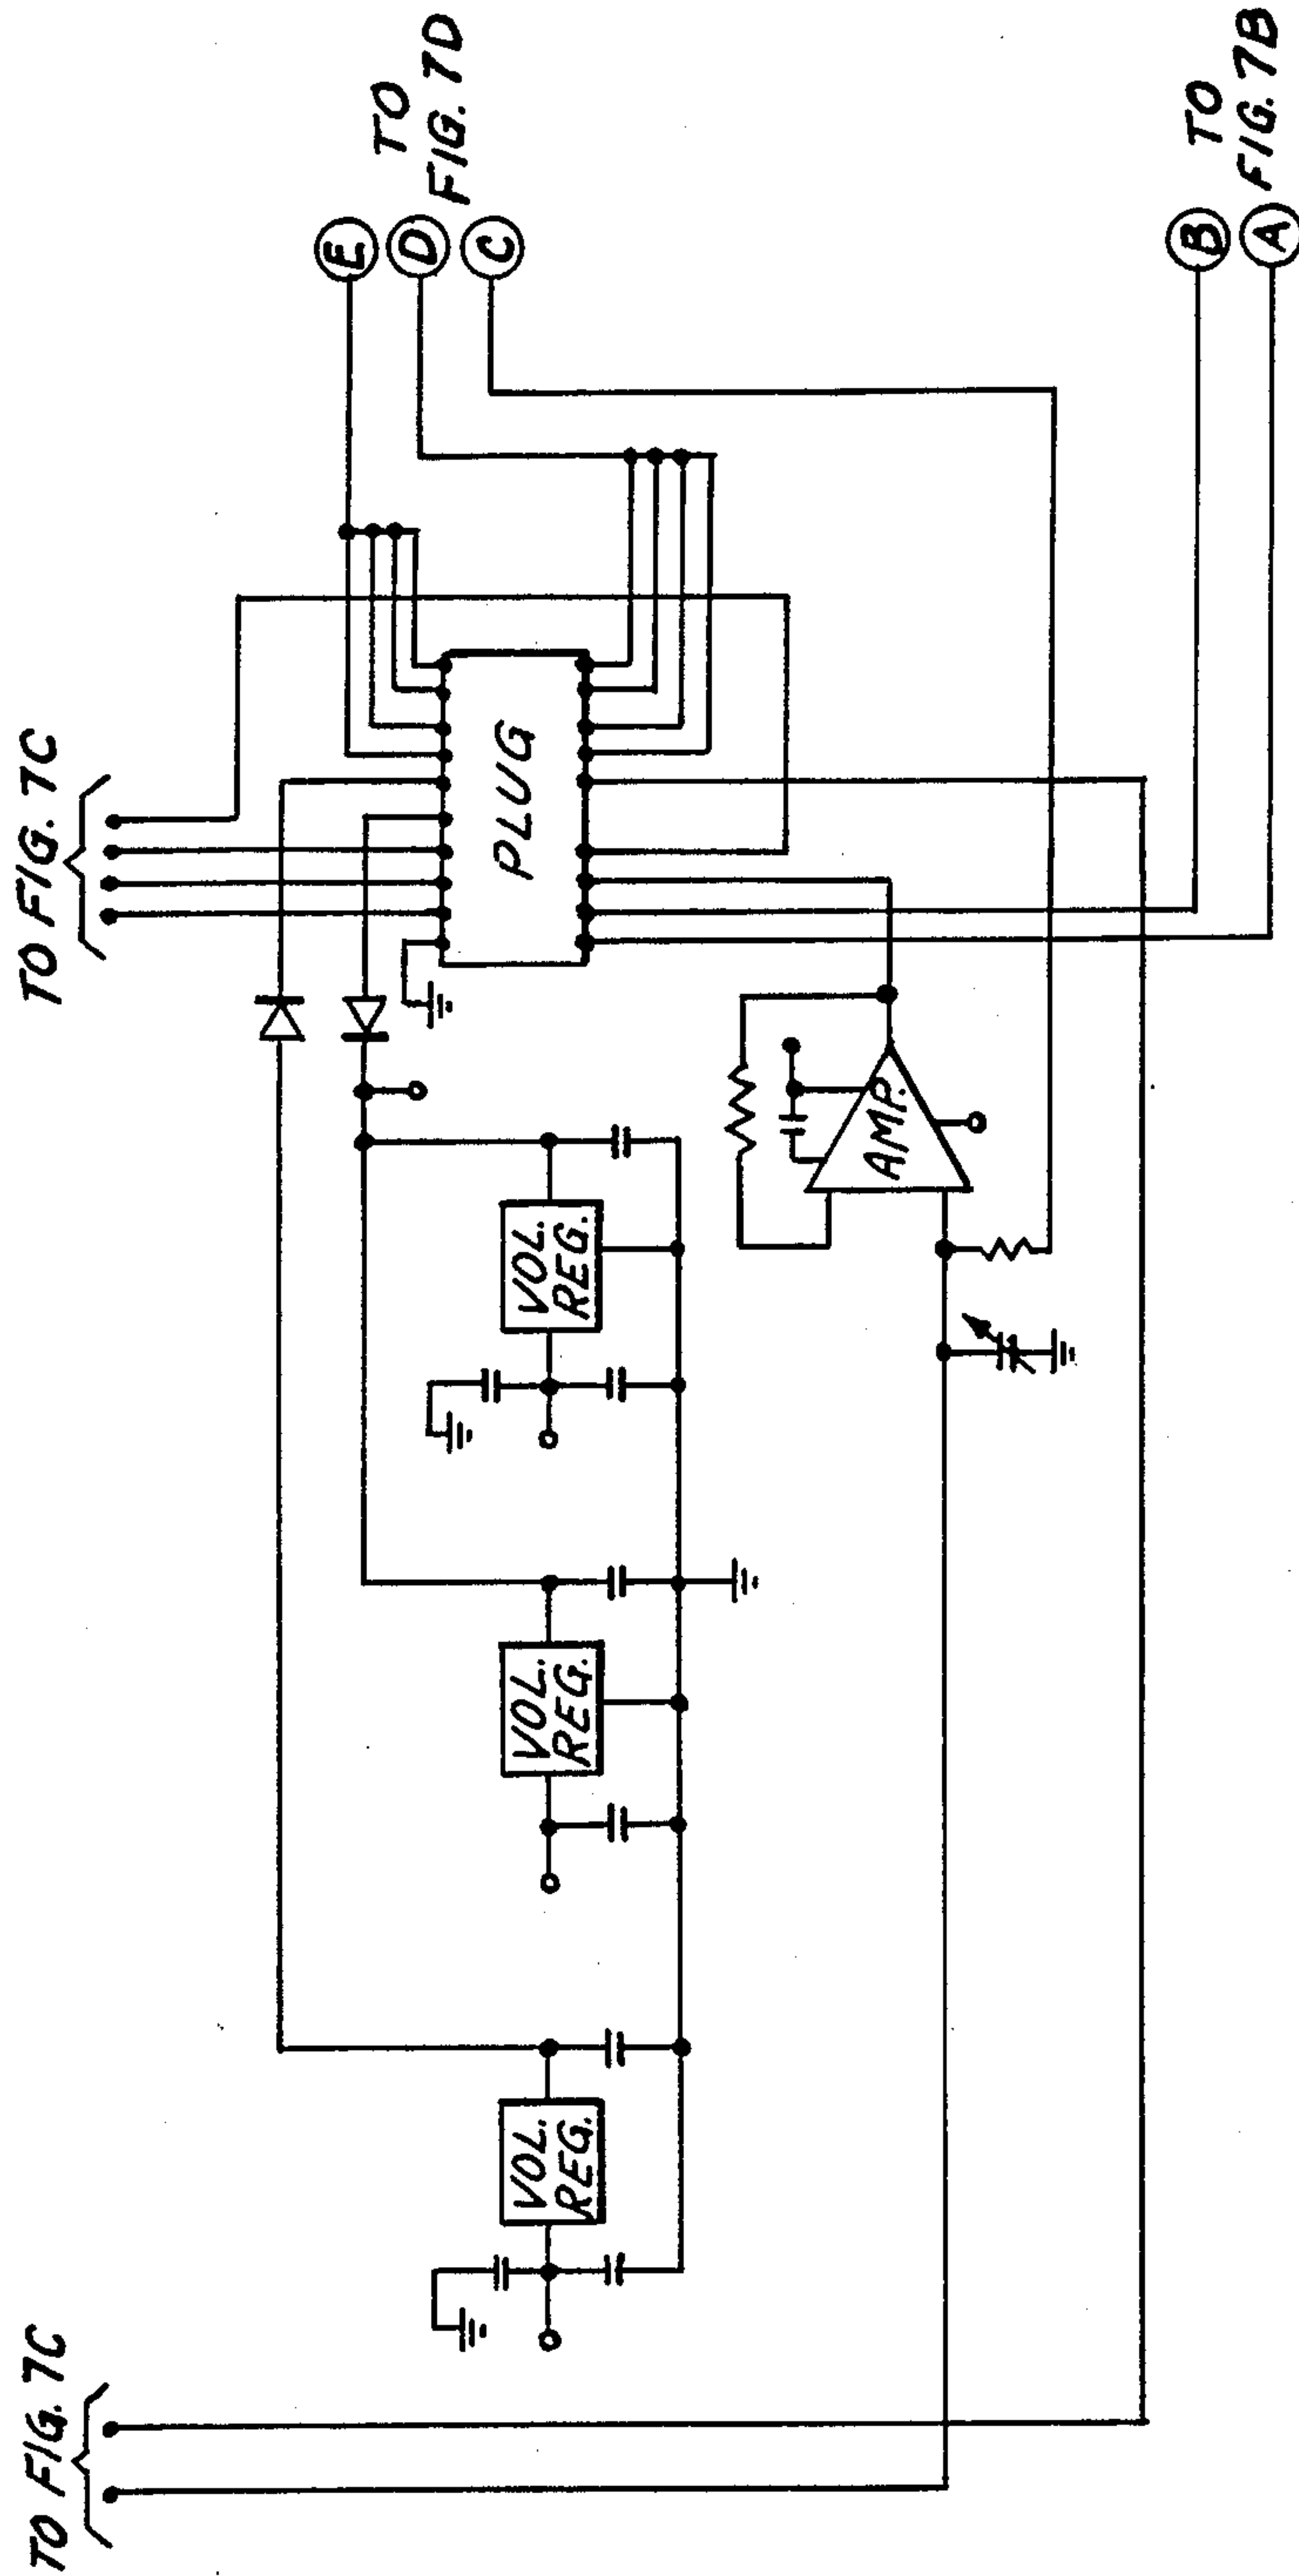 TO FIG. 7C
TO FIG. 7C
VOL.
REG.
VOL.
REG.
VOL.
REG.
PLUG
AMP.
E
D
C
TO
FIG. 7D
B
A
TO
FIG. 7B